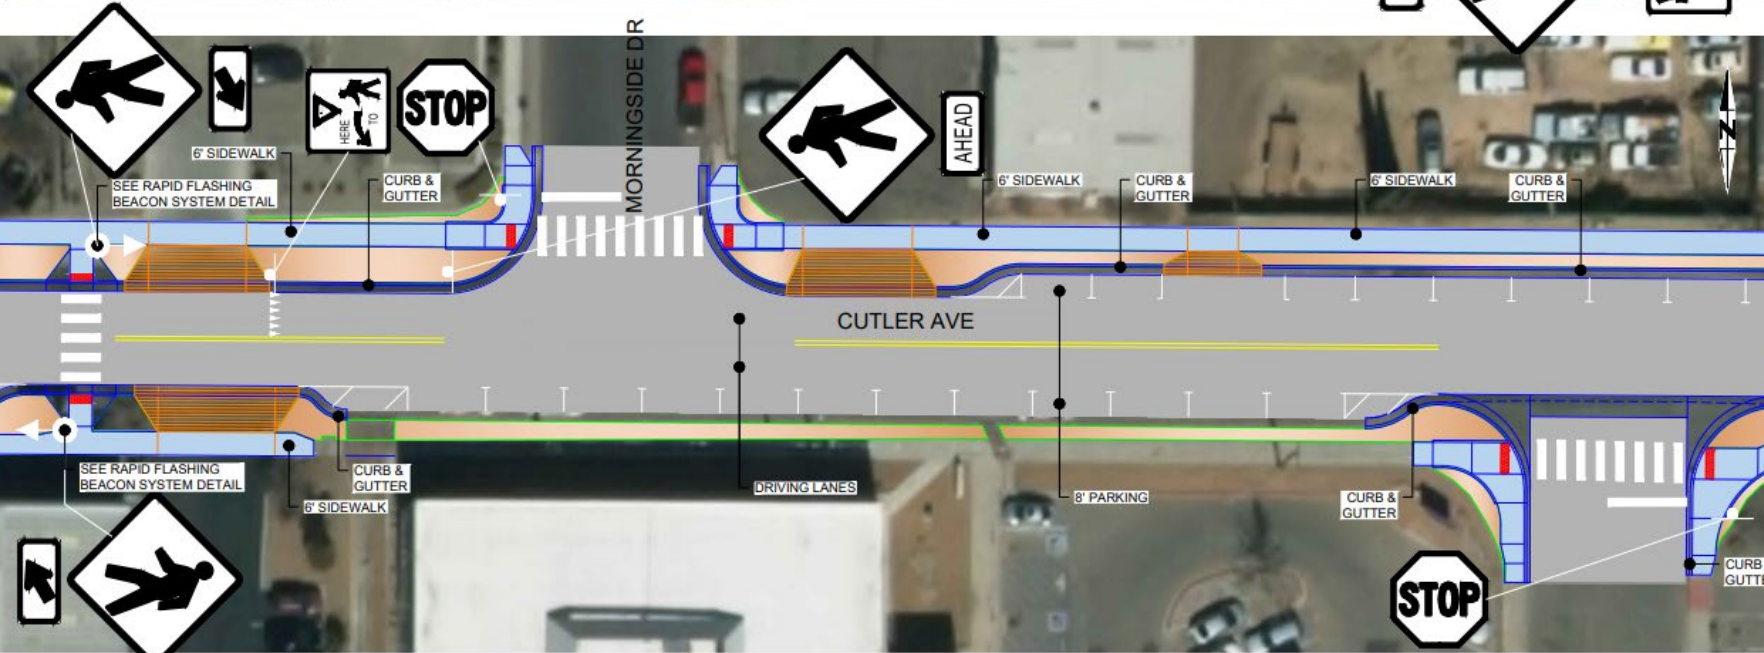 MORNINGSIDE DR
STOP
HERE
TO
AHEAD
N
6' SIDEWALK
SEE RAPID FLASHING
BEACON SYSTEM DETAIL
CURB &
GUTTER
6' SIDEWALK
CURB &
GUTTER
6' SIDEWALK
CURB &
GUTTER
CUTLER AVE
SEE RAPID FLASHING
BEACON SYSTEM DETAIL
CURB &
GUTTER
6' SIDEWALK
DRIVING LANES
8' PARKING
CURB &
GUTTER
STOP
CURB